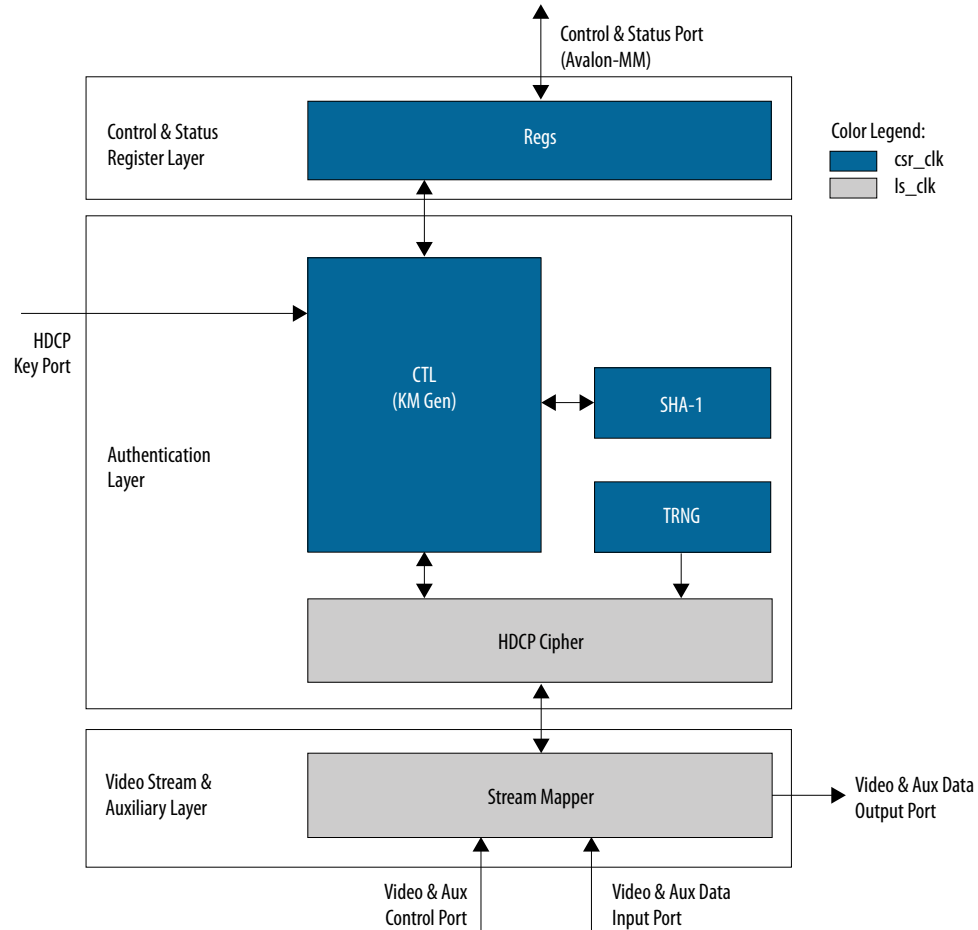 Control & Status Port
(Avalon-MM)
Control & Status
Register Layer
Regs
Color Legend:
csr_clk
ls_clk
HDCP
Key Port
CTL
(KM Gen)
SHA-1
Authentication
Layer
TRNG
HDCP Cipher
Video Stream &
Auxiliary Layer
Stream Mapper
Video & Aux Data
Output Port
Video & Aux
Control Port
Video & Aux Data
Input Port